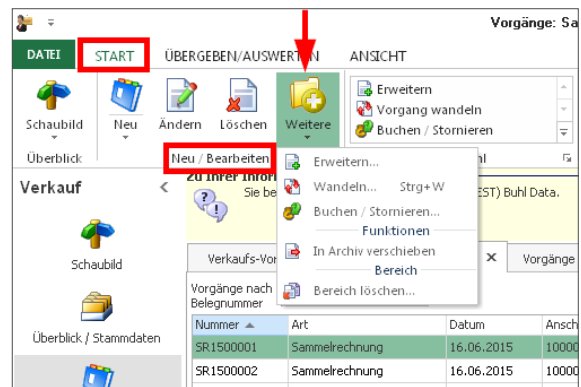 Vorgänge: Sa
DATEI START ÜBERGEBEN/AUSWERTEN ANSICHT
Schaubild Neu Ändern Löschen Weitere
Erweitern
Vorgang wandeln
Buchen / Stornieren
Überblick Neu / Bearbeiten
Verkauf
Schaubild
Überblick / Stammdaten
Zu Ihrer Infor
Sie be
EST) Buhl Data.
Erweitern...
Wandeln... Strg+W
Buchen / Stornieren...
Funktionen
In Archiv verschieben
Bereich
Bereich löschen...
Verkaufs-Vor
Vorgänge
Vorgänge nach
Belegnummer
Nummer Art Datum Ansch
SR1500001 Sammelrechnung 16.06.2015 10000
SR1500002 Sammelrechnung 16.06.2015 10000